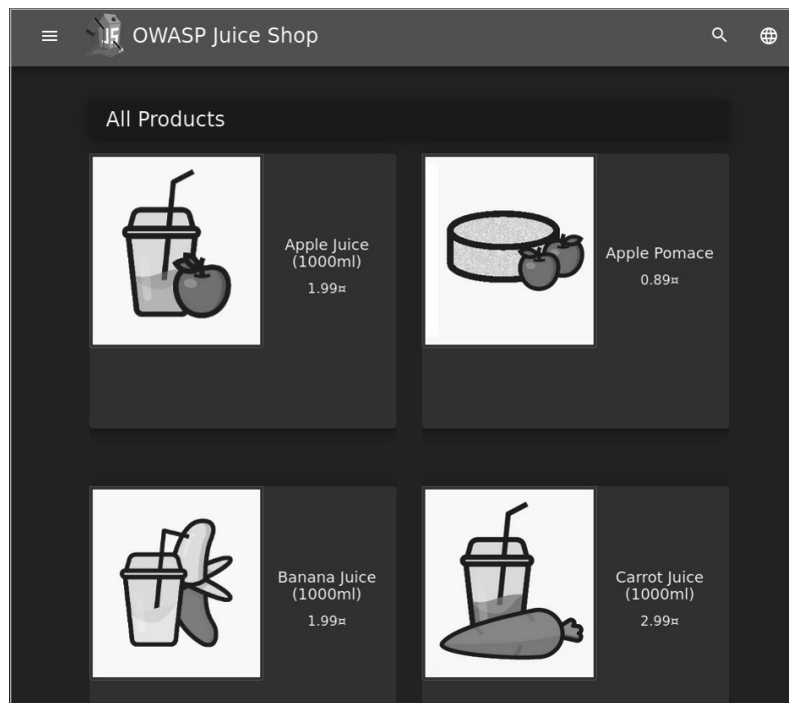 OWASP Juice Shop
All Products
Apple Juice
(1000ml)
1.99¤
Apple Pomace
0.89¤
Banana Juice
(1000ml)
1.99¤
Carrot Juice
(1000ml)
2.99¤